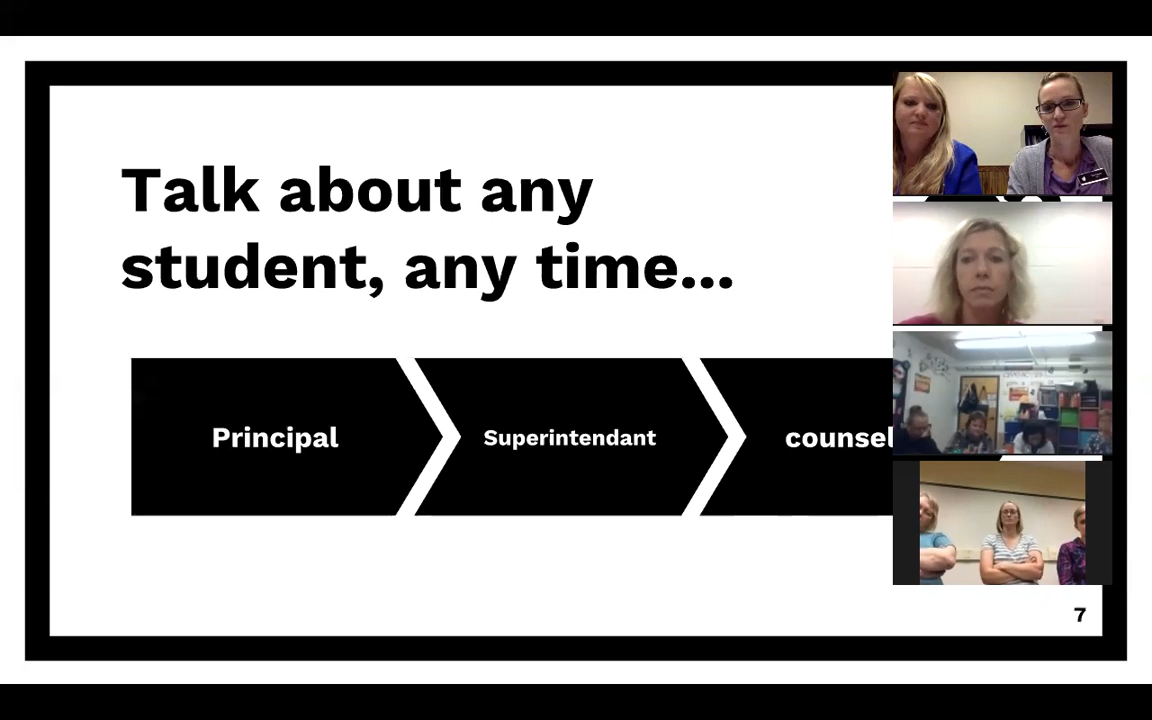 Talk about any
student, any time...
Principal
Superintendant
counsel
7